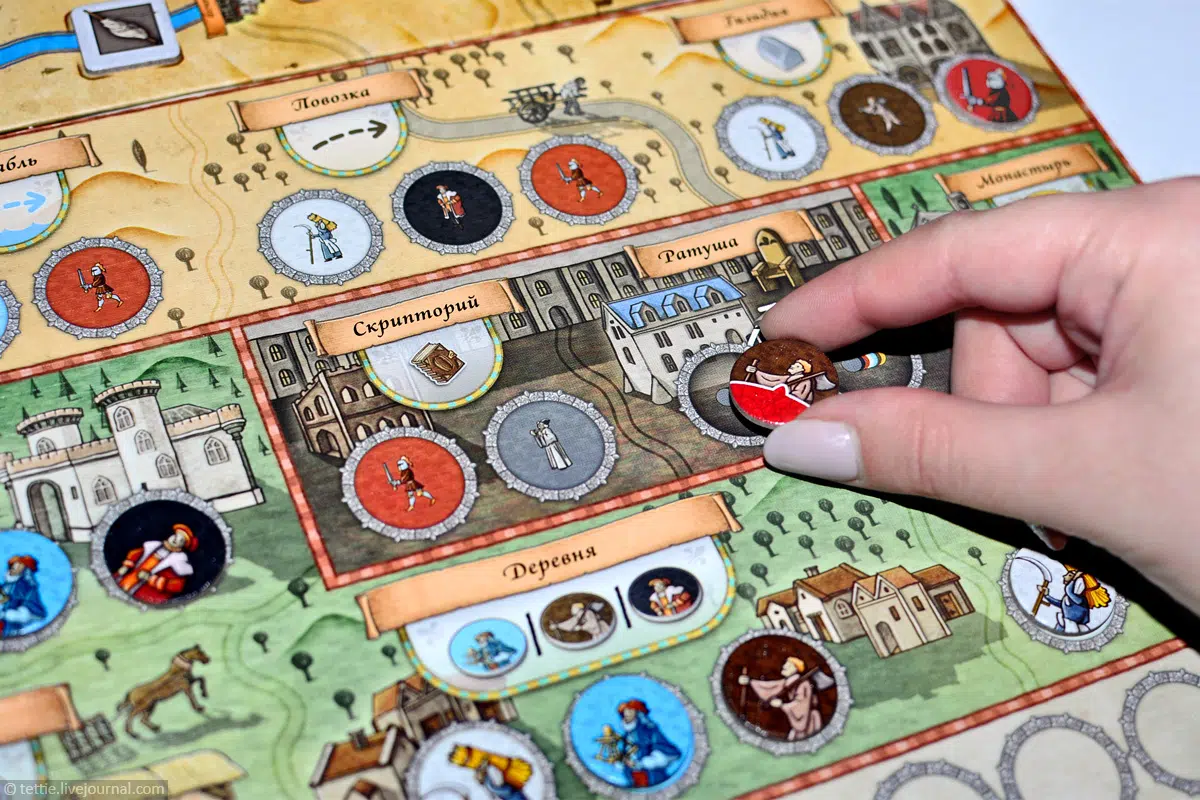 Гильдия
Повозка
абль
Монастырь
Ратуша
Скрипторий
Деревня
© tettie.livejournal.com